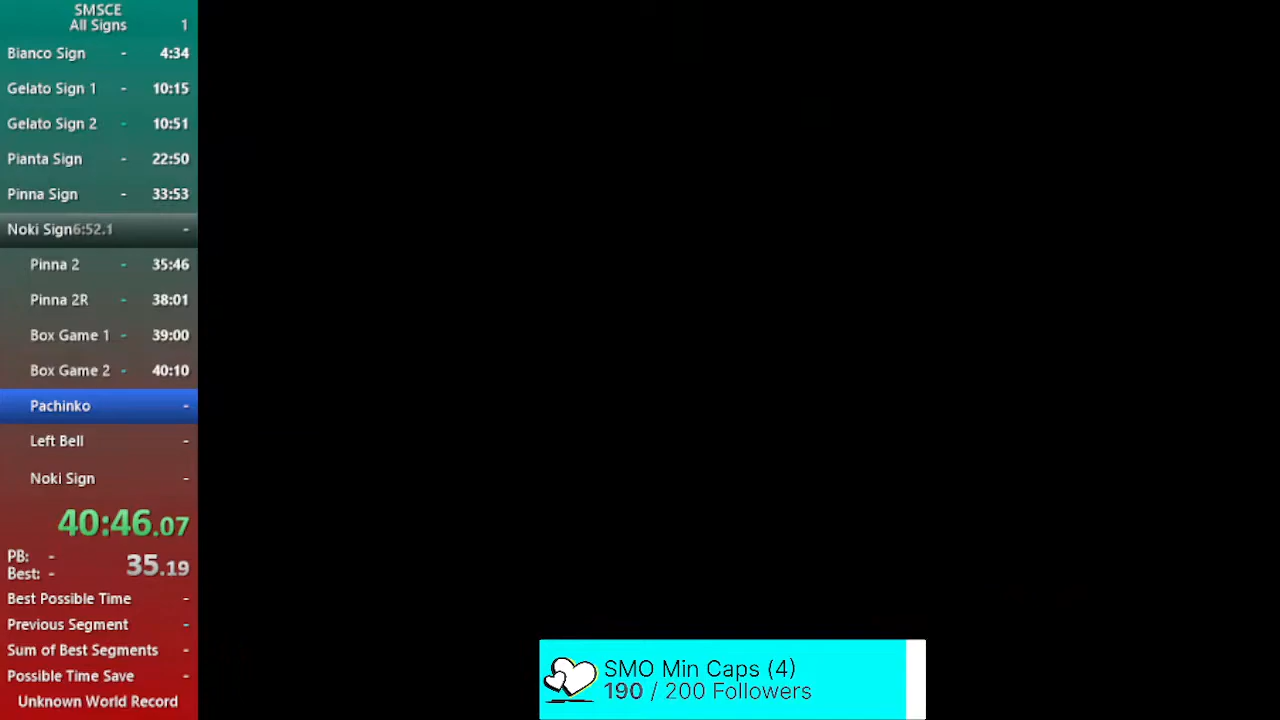 SMSCE
All Signs 1
Bianco Sign - 4:34
Gelato Sign 1 - 10:15
Gelato Sign 2 - 10:51
Pianta Sign - 22:50
Pinna Sign - 33:53
Noki Sign 6:52.1 -
Pinna 2 - 35:46
Pinna 2R - 38:01
Box Game 1 - 39:00
Box Game 2 - 40:10
Pachinko -
Left Bell -
Noki Sign -
40:46.07
PB: - 35.19
Best: -
Best Possible Time -
Previous Segment -
Sum of Best Segments -
Possible Time Save -
Unknown World Record
SMO Min Caps (4)
190 / 200 Followers